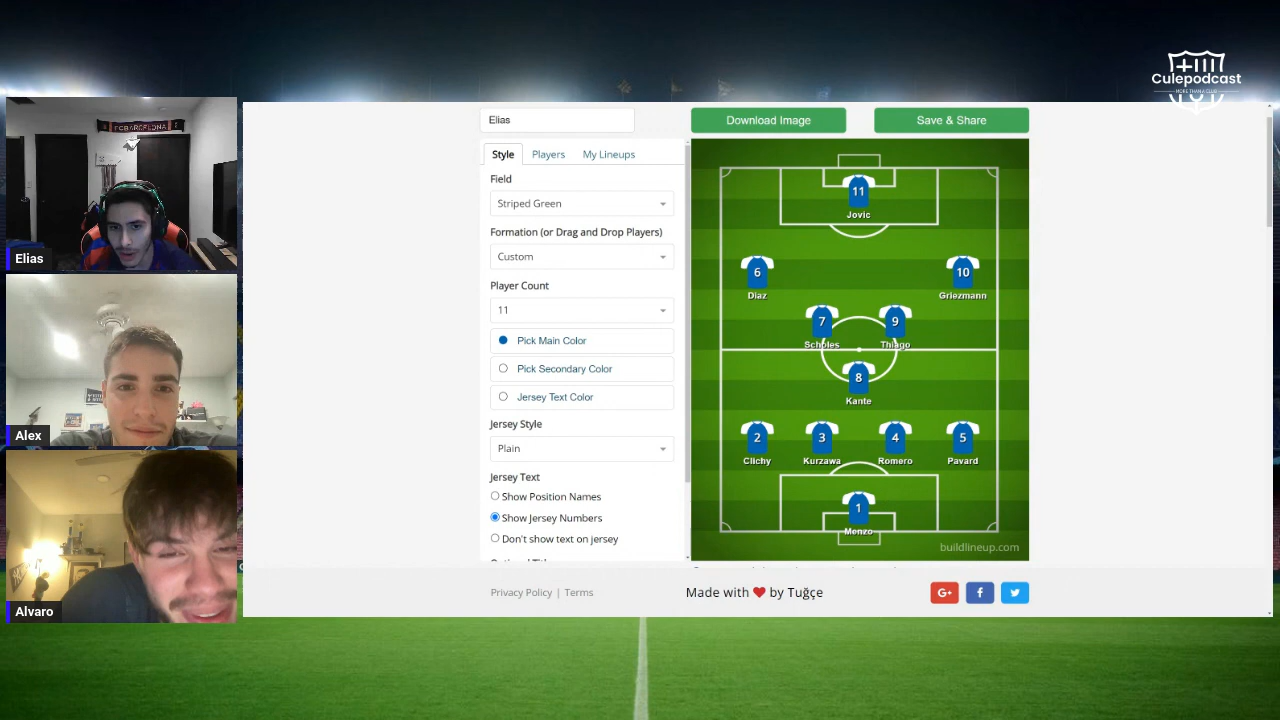 Culepodcast
MORE THAN A CLUB
FCBARCELONA
Elias
Alex
Alvaro
Elias
Download Image
Save & Share
Style
Players
My Lineups
Field
Striped Green
Formation (or Drag and Drop Players)
Custom
Player Count
11
Pick Main Color
Pick Secondary Color
Jersey Text Color
Jersey Style
Plain
Jersey Text
Show Position Names
Show Jersey Numbers
Don't show text on jersey
11
Jovic
6
Diaz
10
Griezmann
7
Scholes
9
Thiago
8
Kante
2
Clichy
3
Kurzawa
4
Romero
5
Pavard
1
Menzo
buildlineup.com
Privacy Policy | Terms
Made with ❤ by Tuğçe
G+
f